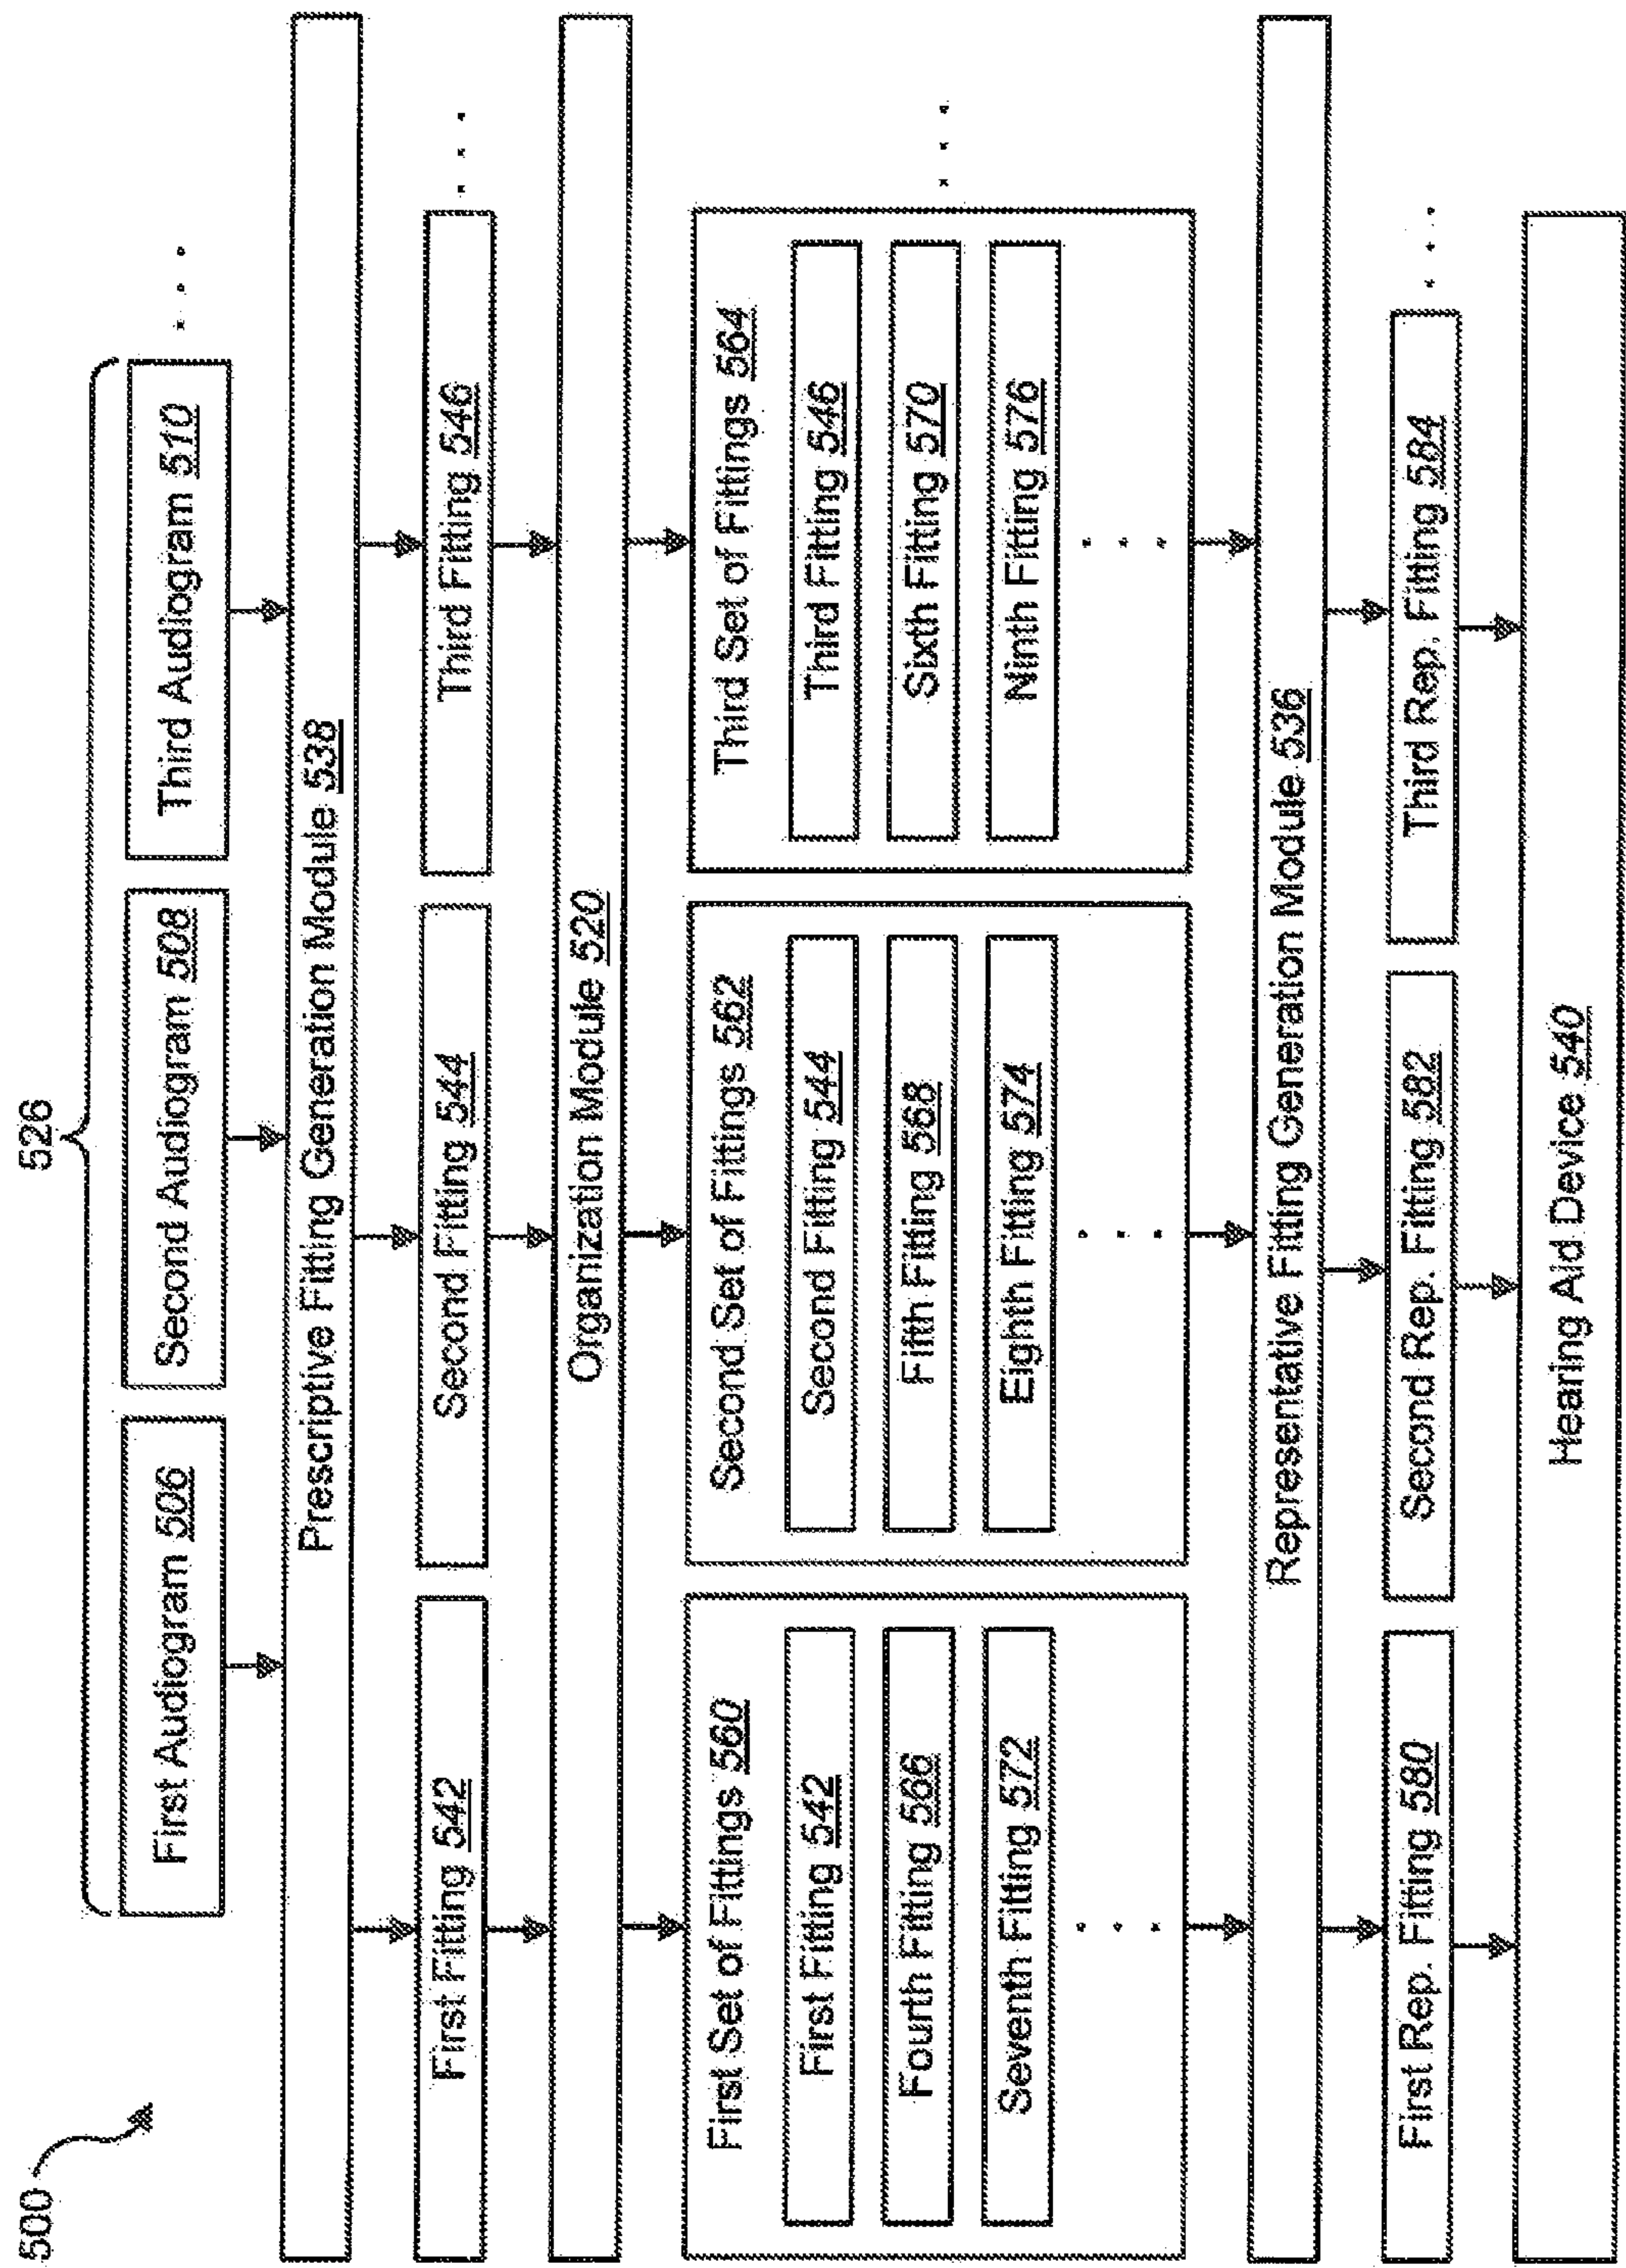 500
526
First Audiogram 506
Second Audiogram 508
Third Audiogram 510
Prescriptive Fitting Generation Module 538
First Fitting 542
Second Fitting 544
Third Fitting 546
Organization Module 520
First Set of Fittings 560
First Fitting 542
Fourth Fitting 566
Seventh Fitting 572
Second Set of Fittings 562
Second Fitting 544
Fifth Fitting 568
Eighth Fitting 574
Third Set of Fittings 564
Third Fitting 546
Sixth Fitting 570
Ninth Fitting 576
Representative Fitting Generation Module 536
First Rep. Fitting 580
Second Rep. Fitting 582
Third Rep. Fitting 584
Hearing Aid Device 540